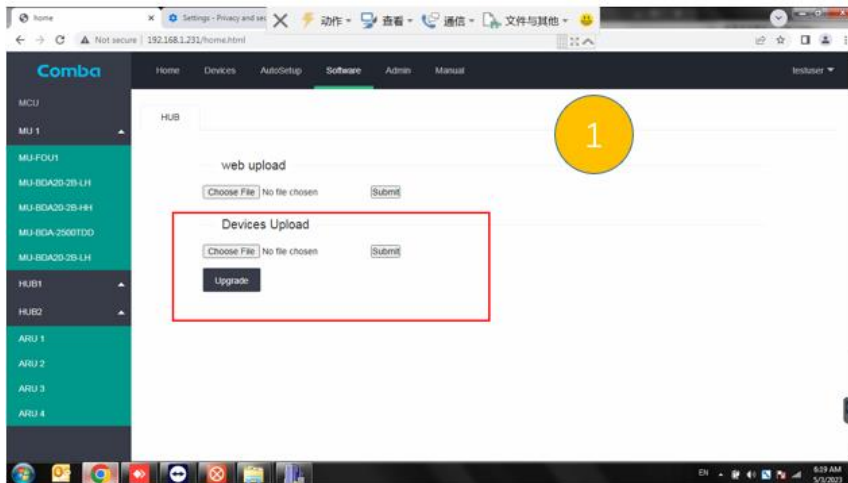 home
Settings - Privacy and sec
动作
查看
通信
文件与其他
Not secure
192.168.1.231/home.html
Comba
Home
Devices
AutoSetup
Software
Admin
Manual
testuser
MCU
HUB
MU 1
1
MU-FOU1
web upload
MU-BDA20-2B-LH
Choose File No file chosen
Submit
MU-BDA20-2B-HH
Devices Upload
MU-BDA-2500TDD
Choose File No file chosen
Submit
MU-BDA20-2B-LH
Upgrade
HUB1
HUB2
ARU 1
ARU 2
ARU 3
ARU 4
EN
6:19 AM
5/3/2023